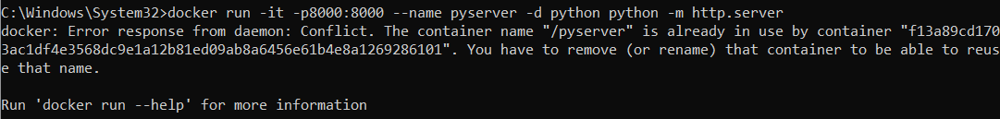 C:\Windows\System32>docker run -it -p8000:8000 --name pyserver -d python python -m http.server
docker: Error response from daemon: Conflict. The container name "/pyserver" is already in use by container "f13a89cd170
3ac1df4e3568dc9e1a12b81ed09ab8a6456e61b4e8a1269286101". You have to remove (or rename) that container to be able to reus
e that name.
Run 'docker run --help' for more information